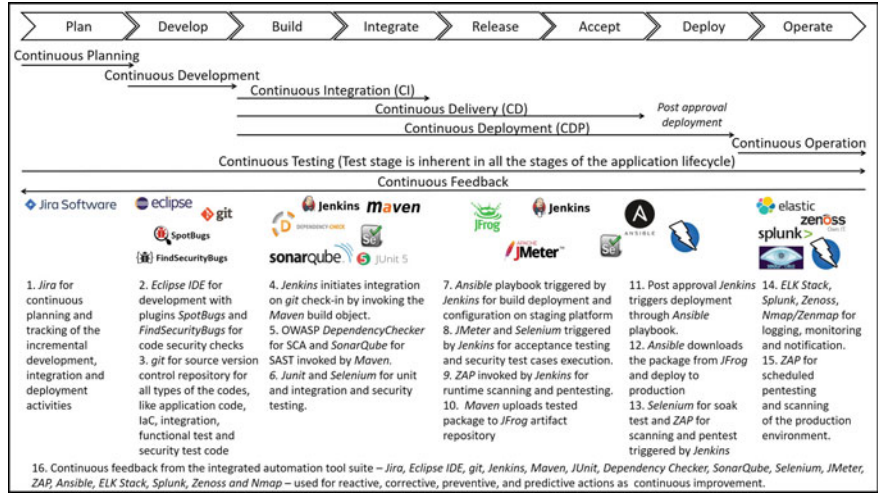 Plan Develop Build Integrate Release Accept Deploy Operate
Continuous Planning
Continuous Development
Continuous Integration (CI)
Continuous Delivery (CD)
Post approval
deployment
Continuous Deployment (CDP)
Continuous Operation
Continuous Testing (Test stage is inherent in all the stages of the application lifecycle)
Continuous Feedback
Jira Software
eclipse
git
SpotBugs
FindSecurityBugs
Jenkins
maven
DEPENDENCY-CHECK
Se
sonarqube
5 JUnit 5
JFrog
Jenkins
APACHE
JMeter™
Se
ANSIBLE
elastic
zenoss
Own IT
splunk>
1. Jira for
continuous
planning and
tracking of the
incremental
development,
integration and
deployment
activities
2. Eclipse IDE for
development with
plugins SpotBugs and
FindSecurityBugs for
code security checks
3. git for source version
control repository for
all types of the codes,
like application code,
IaC, integration,
functional test and
security test code
4. Jenkins initiates integration
on git check-in by invoking the
Maven build object.
5. OWASP DependencyChecker
for SCA and SonarQube for
SAST invoked by Maven.
6. Junit and Selenium for unit
and integration and security
testing.
7. Ansible playbook triggered by
Jenkins for build deployment and
configuration on staging platform
8. JMeter and Selenium triggered
by Jenkins for acceptance testing
and security test cases execution.
9. ZAP invoked by Jenkins for
runtime scanning and pentesting.
10. Maven uploads tested
package to JFrog artifact
repository
11. Post approval Jenkins
triggers deployment
through Ansible
playbook.
12. Ansible downloads
the package from JFrog
and deploy to
production
13. Selenium for soak
test and ZAP for
scanning and pentest
triggered by Jenkins
14. ELK Stack,
Splunk, Zenoss,
Nmap/Zenmap for
logging, monitoring
and notification.
15. ZAP for
scheduled
pentesting
and scanning
of the production
environment.
16. Continuous feedback from the integrated automation tool suite – Jira, Eclipse IDE, git, Jenkins, Maven, JUnit, Dependency Checker, SonarQube, Selenium, JMeter,
ZAP, Ansible, ELK Stack, Splunk, Zenoss and Nmap – used for reactive, corrective, preventive, and predictive actions as continuous improvement.